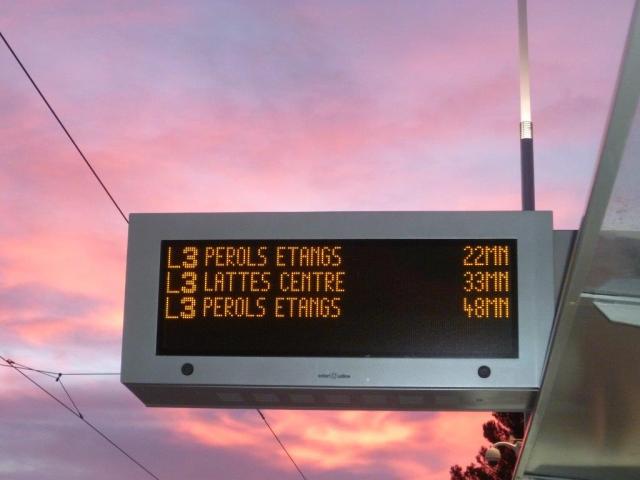 L3 PEROLS ETANGS 22MN
L3 LATTES CENTRE 33MN
L3 PEROLS ETANGS 48MN